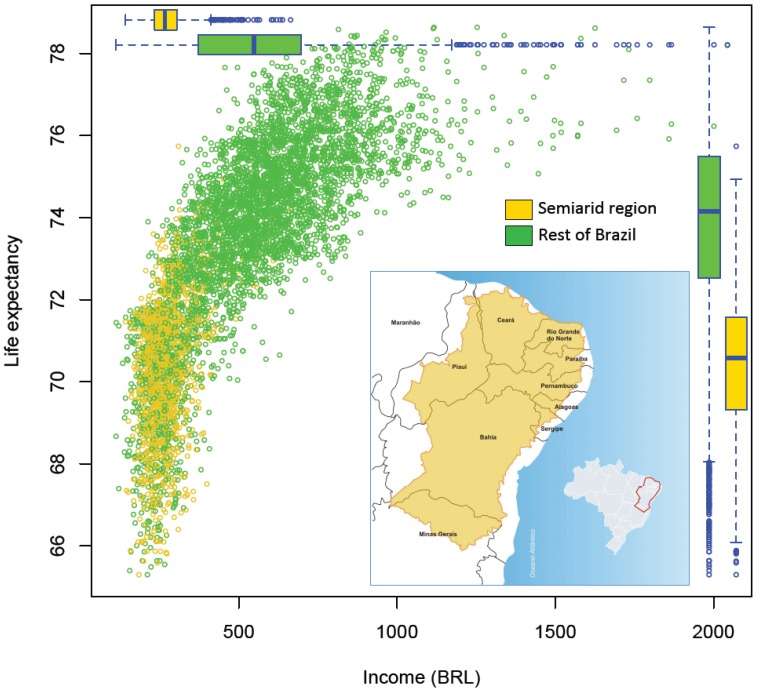 78
76
74
72
70
68
66
Life expectancy
Semiarid region
Rest of Brazil
Maranhão
Ceará
Rio Grande
do Norte
Paraíba
Piauí
Pernambuco
Alagoas
Sergipe
Bahia
Minas Gerais
Oceano Atlântico
500
1000
1500
2000
Income (BRL)